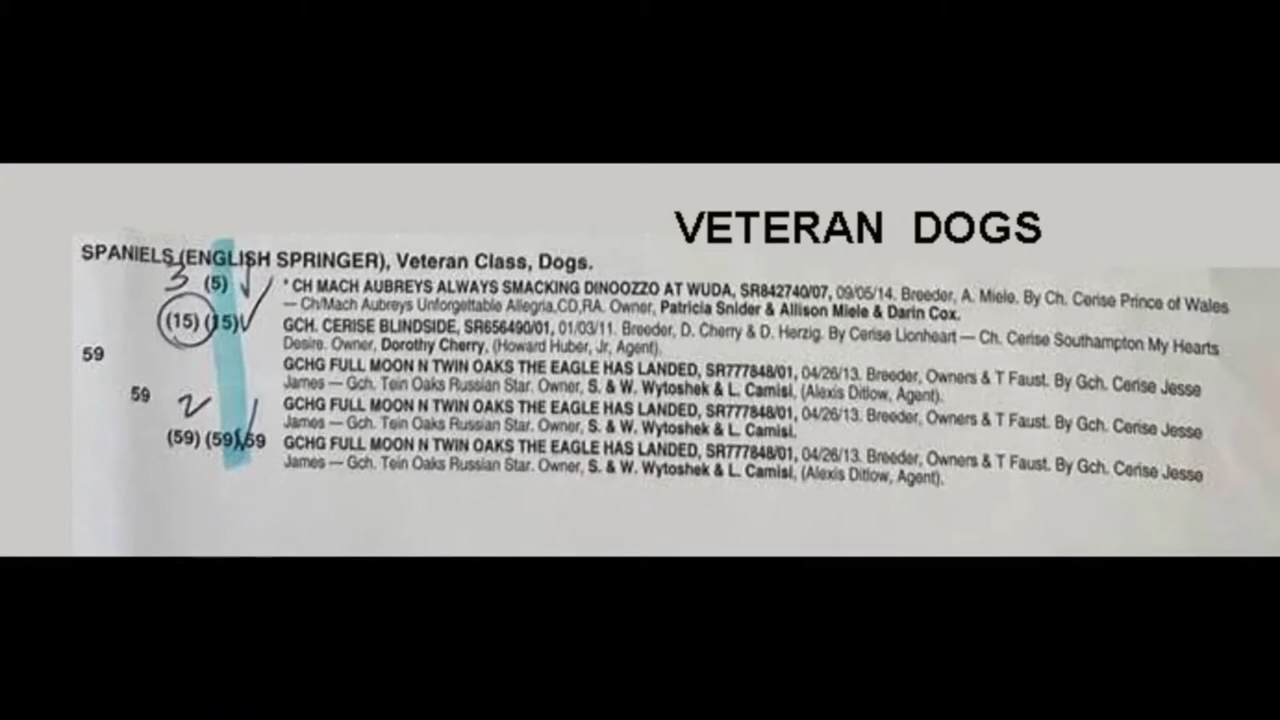 VETERAN DOGS
SPANIELS (ENGLISH SPRINGER), Veteran Class, Dogs.
3 (5) ✓ * CH MACH AUBREYS ALWAYS SMACKING DINOOZZO AT WUDA, SR842740/07, 09/05/14. Breeder, A. Miele. By Ch. Cerise Prince of Wales
— Ch/Mach Aubreys Unforgettable Allegria,CD,RA. Owner, Patricia Snider & Allison Miele & Darin Cox.
(15) (15) ✓ GCH. CERISE BLINDSIDE, SR656490/01, 01/03/11. Breeder, D. Cherry & D. Herzig. By Cerise Lionheart — Ch. Cerise Southampton My Hearts
Desire. Owner, Dorothy Cherry, (Howard Huber, Jr, Agent).
59 GCHG FULL MOON N TWIN OAKS THE EAGLE HAS LANDED, SR777848/01, 04/26/13. Breeder, Owners & T Faust. By Gch. Cerise Jesse
James — Gch. Tein Oaks Russian Star. Owner, S. & W. Wytoshek & L. Camisi, (Alexis Ditlow, Agent).
59 GCHG FULL MOON N TWIN OAKS THE EAGLE HAS LANDED, SR777848/01, 04/26/13. Breeder, Owners & T Faust. By Gch. Cerise Jesse
James — Gch. Tein Oaks Russian Star. Owner, S. & W. Wytoshek & L. Camisi.
2 (59) (59) ✓ 59 GCHG FULL MOON N TWIN OAKS THE EAGLE HAS LANDED, SR777848/01, 04/26/13. Breeder, Owners & T Faust. By Gch. Cerise Jesse
James — Gch. Tein Oaks Russian Star. Owner, S. & W. Wytoshek & L. Camisi, (Alexis Ditlow, Agent).